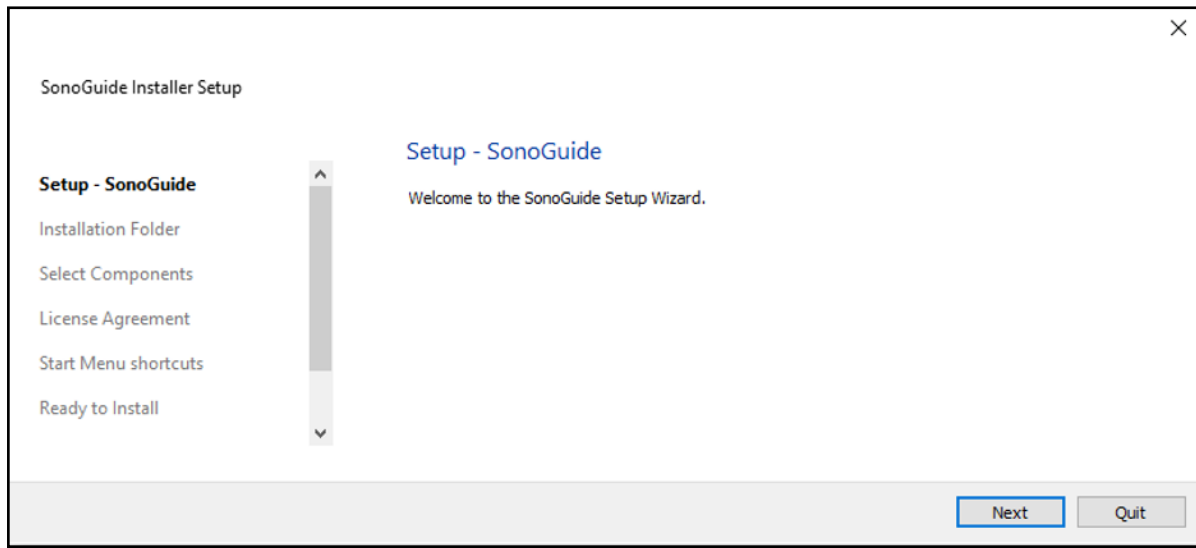 SonoGuide Installer Setup
Setup - SonoGuide
Installation Folder
Select Components
License Agreement
Start Menu shortcuts
Ready to Install
Setup - SonoGuide
Welcome to the SonoGuide Setup Wizard.
Next
Quit